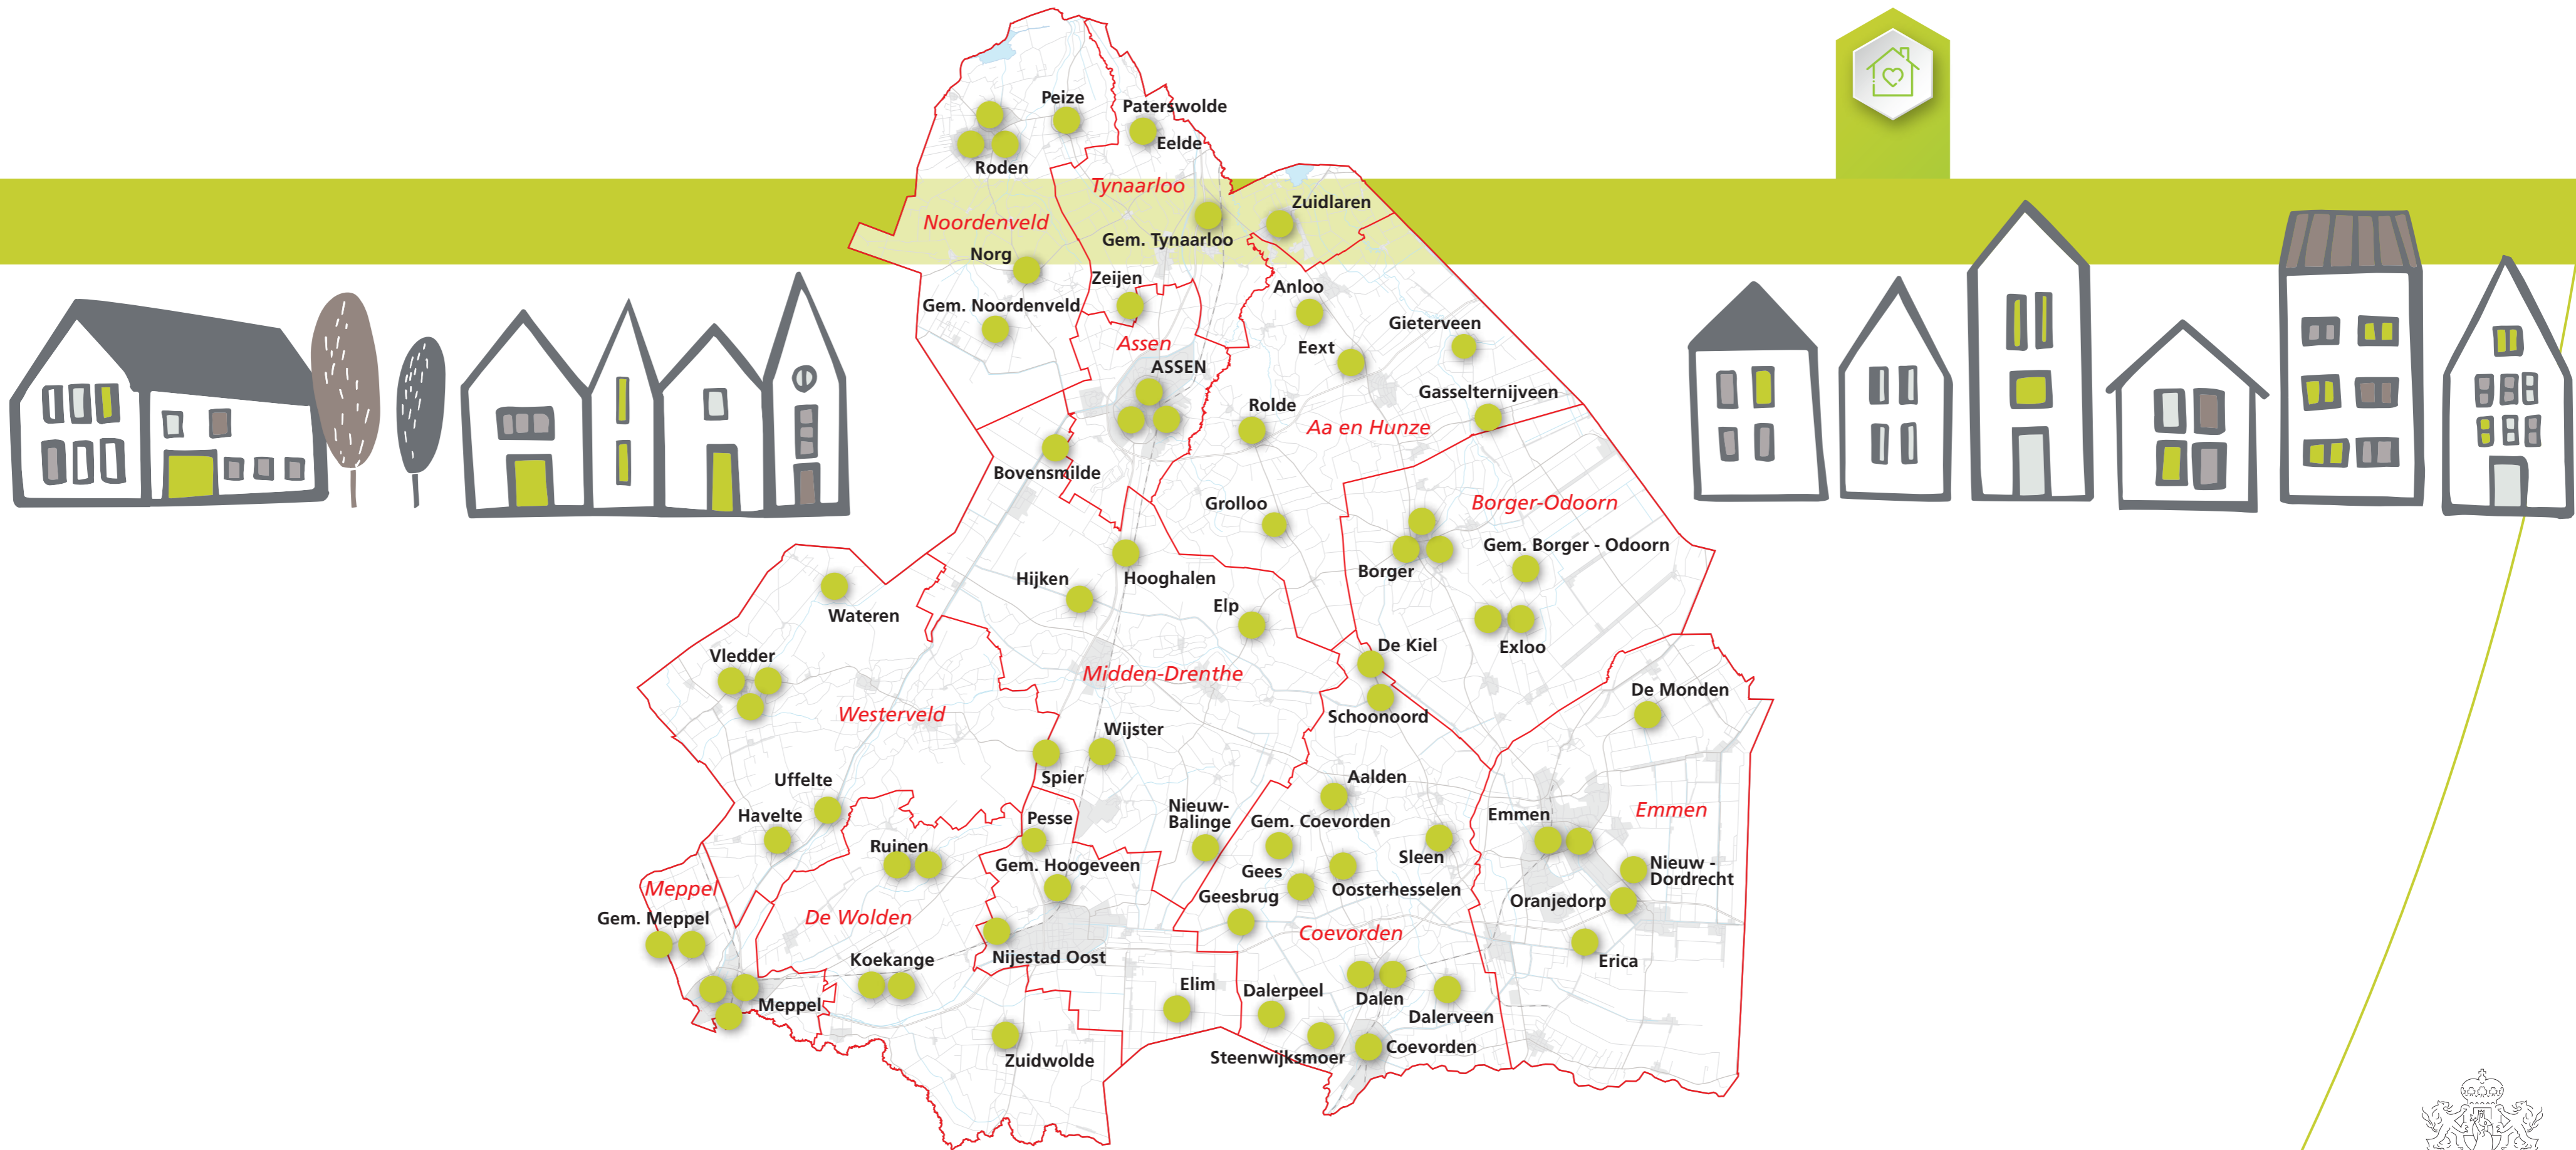 Peize
Paterswolde
Eelde
Roden
Tynaarloo
Zuidlaren
Noordenveld
Gem. Tynaarloo
Norg
Zeijen
Anloo
Gem. Noordenveld
Gieterveen
Assen
Eext
ASSEN
Gasselternijveen
Rolde
Aa en Hunze
Bovensmilde
Grolloo
Borger-Odoorn
Gem. Borger - Odoorn
Borger
Hijken
Hooghalen
Elp
Wateren
Exloo
De Kiel
Vledder
Midden-Drenthe
De Monden
Westerveld
Schoonoord
Wijster
Spier
Aalden
Uffelte
Nieuw-
Balinge
Havelte
Pesse
Gem. Coevorden
Emmen
Emmen
Ruinen
Sleen
Gem. Hoogeveen
Gees
Nieuw -
Dordrecht
Meppel
Oosterhesselen
Geesbrug
Oranjedorp
Gem. Meppel
De Wolden
Coevorden
Nijestad Oost
Koekange
Erica
Elim
Dalerpeel
Dalen
Meppel
Dalerveen
Coevorden
Steenwijksmoer
Zuidwolde